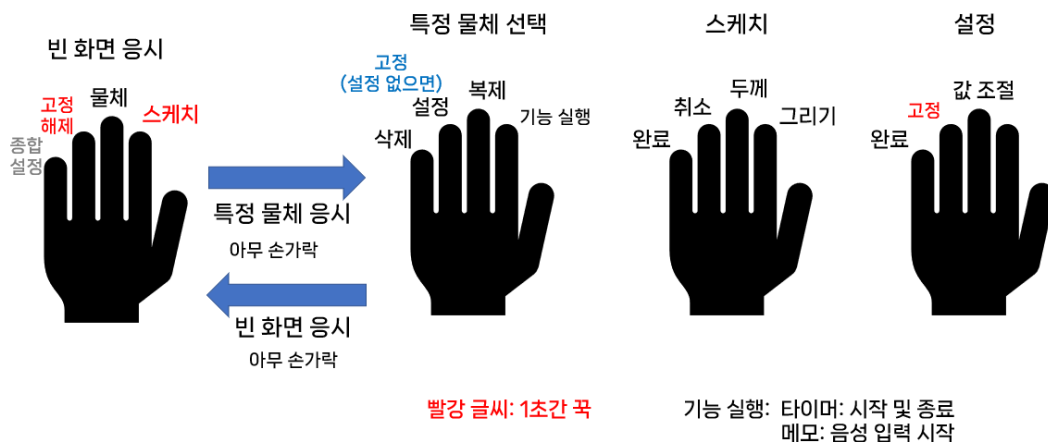 빈 화면 응시
종합
설정
고정
해제
물체
스케치
특정 물체 응시
아무 손가락
빈 화면 응시
아무 손가락
특정 물체 선택
고정
(설정 없으면)
삭제
설정
복제
기능 실행
스케치
완료
취소
두께
그리기
설정
완료
고정
값 조절
빨강 글씨: 1초간 꾹
기능 실행: 타이머: 시작 및 종료
메모: 음성 입력 시작